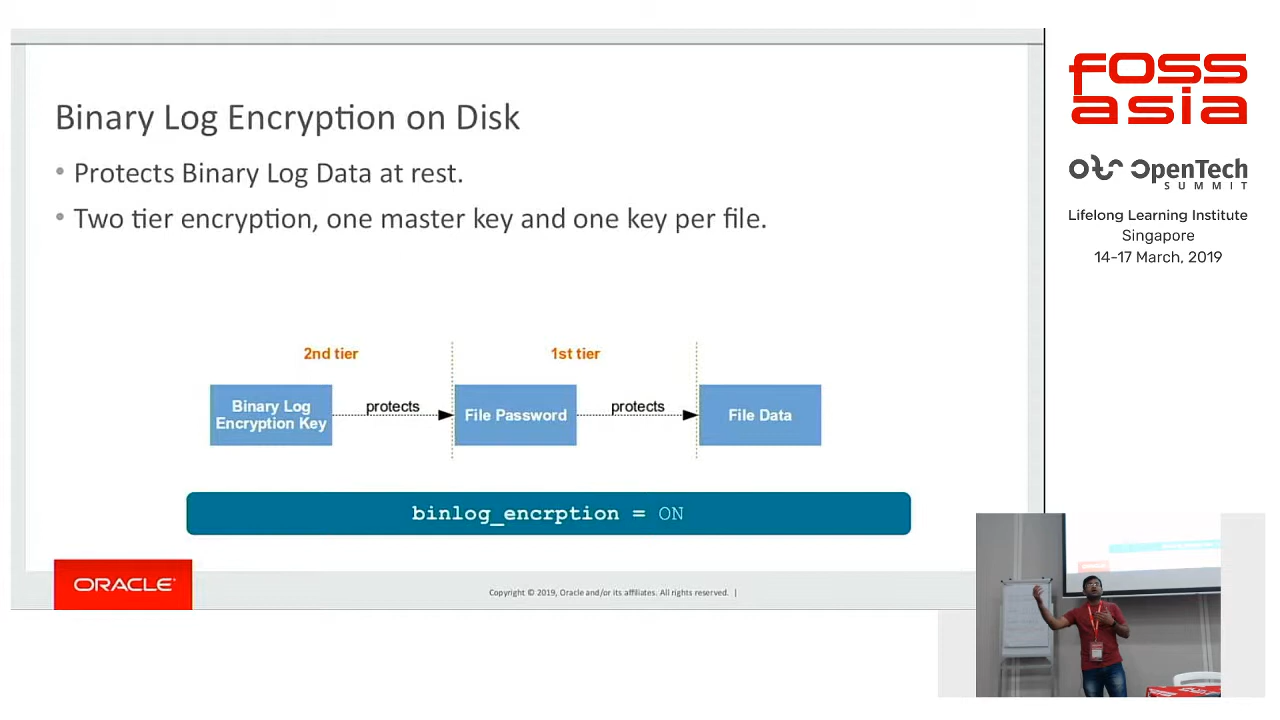 Binary Log Encryption on Disk
• Protects Binary Log Data at rest.
• Two tier encryption, one master key and one key per file.
2nd tier
1st tier
Binary Log
Encryption Key
protects
File Password
protects
File Data
binlog_encrption = ON
ORACLE
Copyright © 2019, Oracle and/or its affiliates. All rights reserved. |
FOSS
asia
OpenTech
SUMMIT
Lifelong Learning Institute
Singapore
14-17 March, 2019